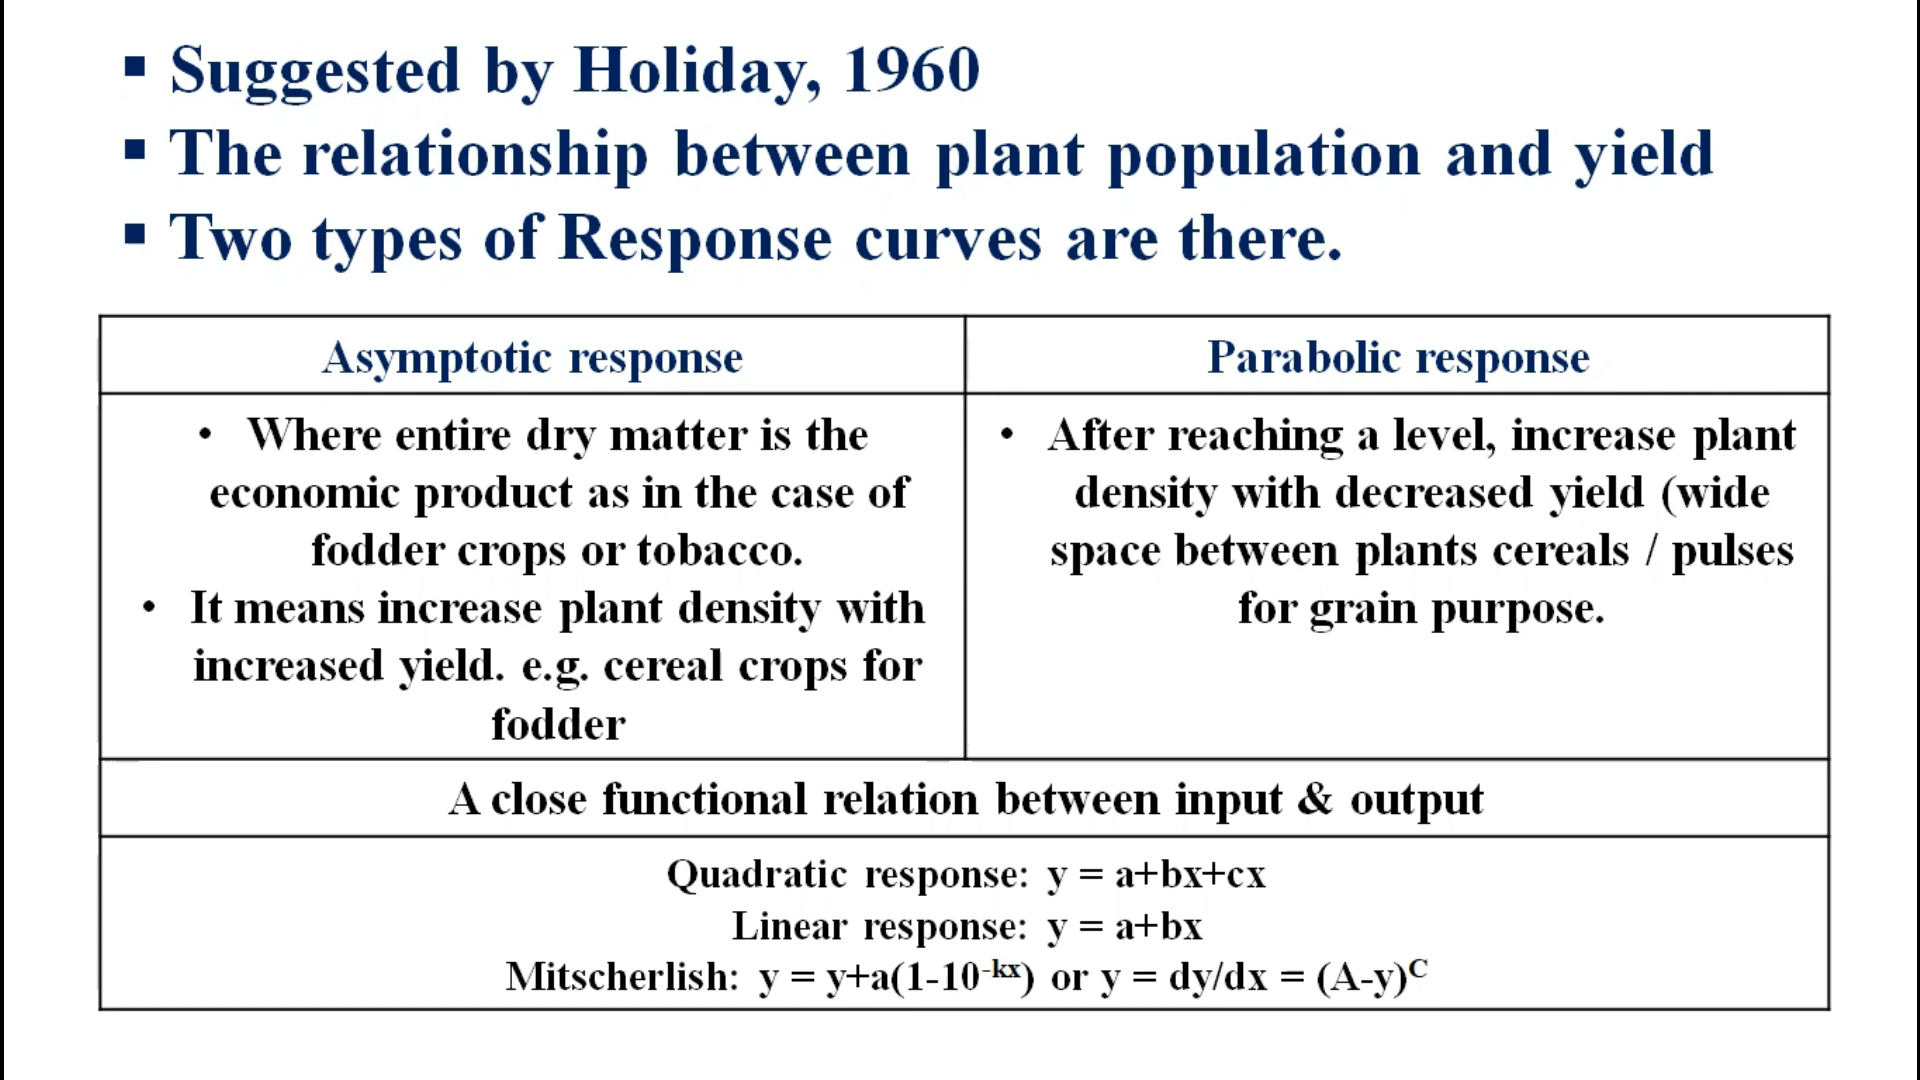 ▪ Suggested by Holiday, 1960
▪ The relationship between plant population and yield
▪ Two types of Response curves are there.
Asymptotic response
• Where entire dry matter is the
economic product as in the case of
fodder crops or tobacco.
• It means increase plant density with
increased yield. e.g. cereal crops for
fodder
Parabolic response
• After reaching a level, increase plant
density with decreased yield (wide
space between plants cereals / pulses
for grain purpose.
A close functional relation between input & output
Quadratic response: y = a+bx+cx
Linear response: y = a+bx
Mitscherlish: y = y+a(1-10⁻ᵏˣ) or y = dy/dx = (A-y)ᶜ